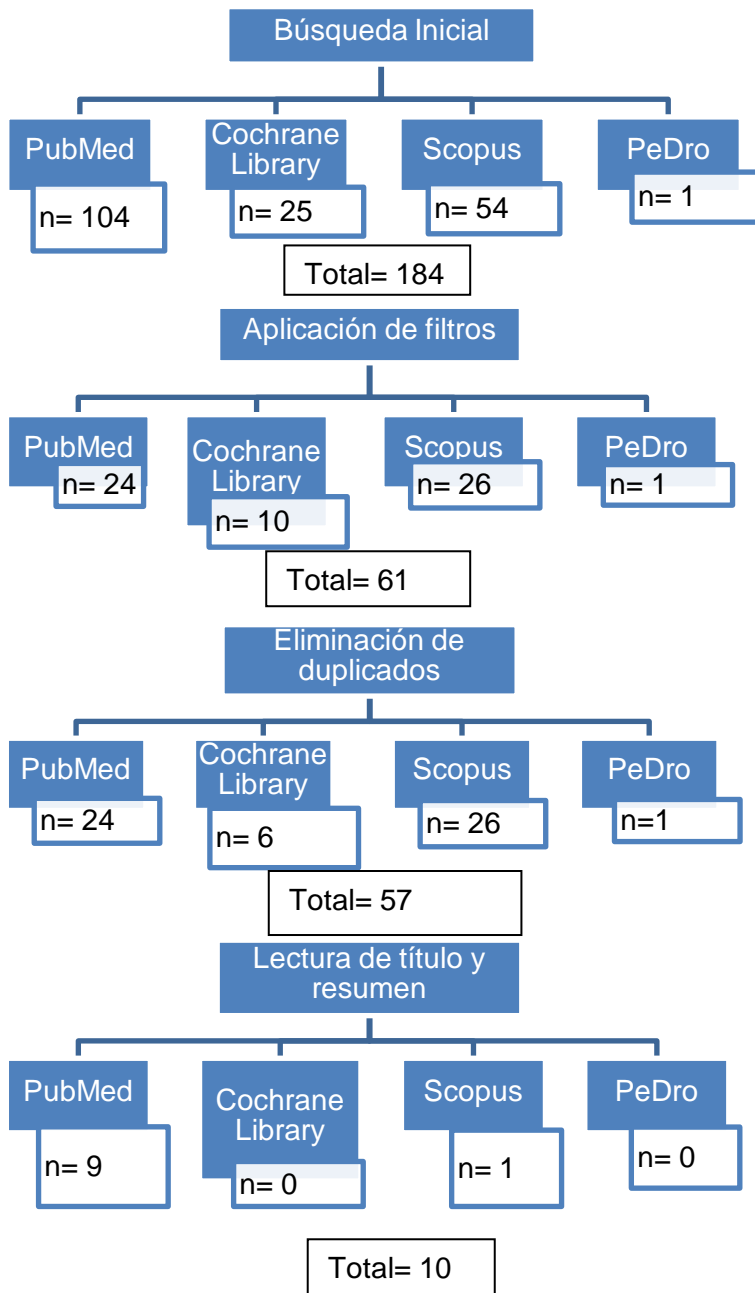 Búsqueda Inicial
PubMed
Cochrane
Library
Scopus
PeDro
n= 104
n= 25
n= 54
n= 1
Total= 184
Aplicación de filtros
PubMed
Cochrane
Library
Scopus
PeDro
n= 24
n= 10
n= 26
n= 1
Total= 61
Eliminación de
duplicados
PubMed
Cochrane
Library
Scopus
PeDro
n= 24
n= 6
n= 26
n=1
Total= 57
Lectura de título y
resumen
PubMed
Cochrane
Library
Scopus
PeDro
n= 9
n= 0
n= 1
n= 0
Total= 10